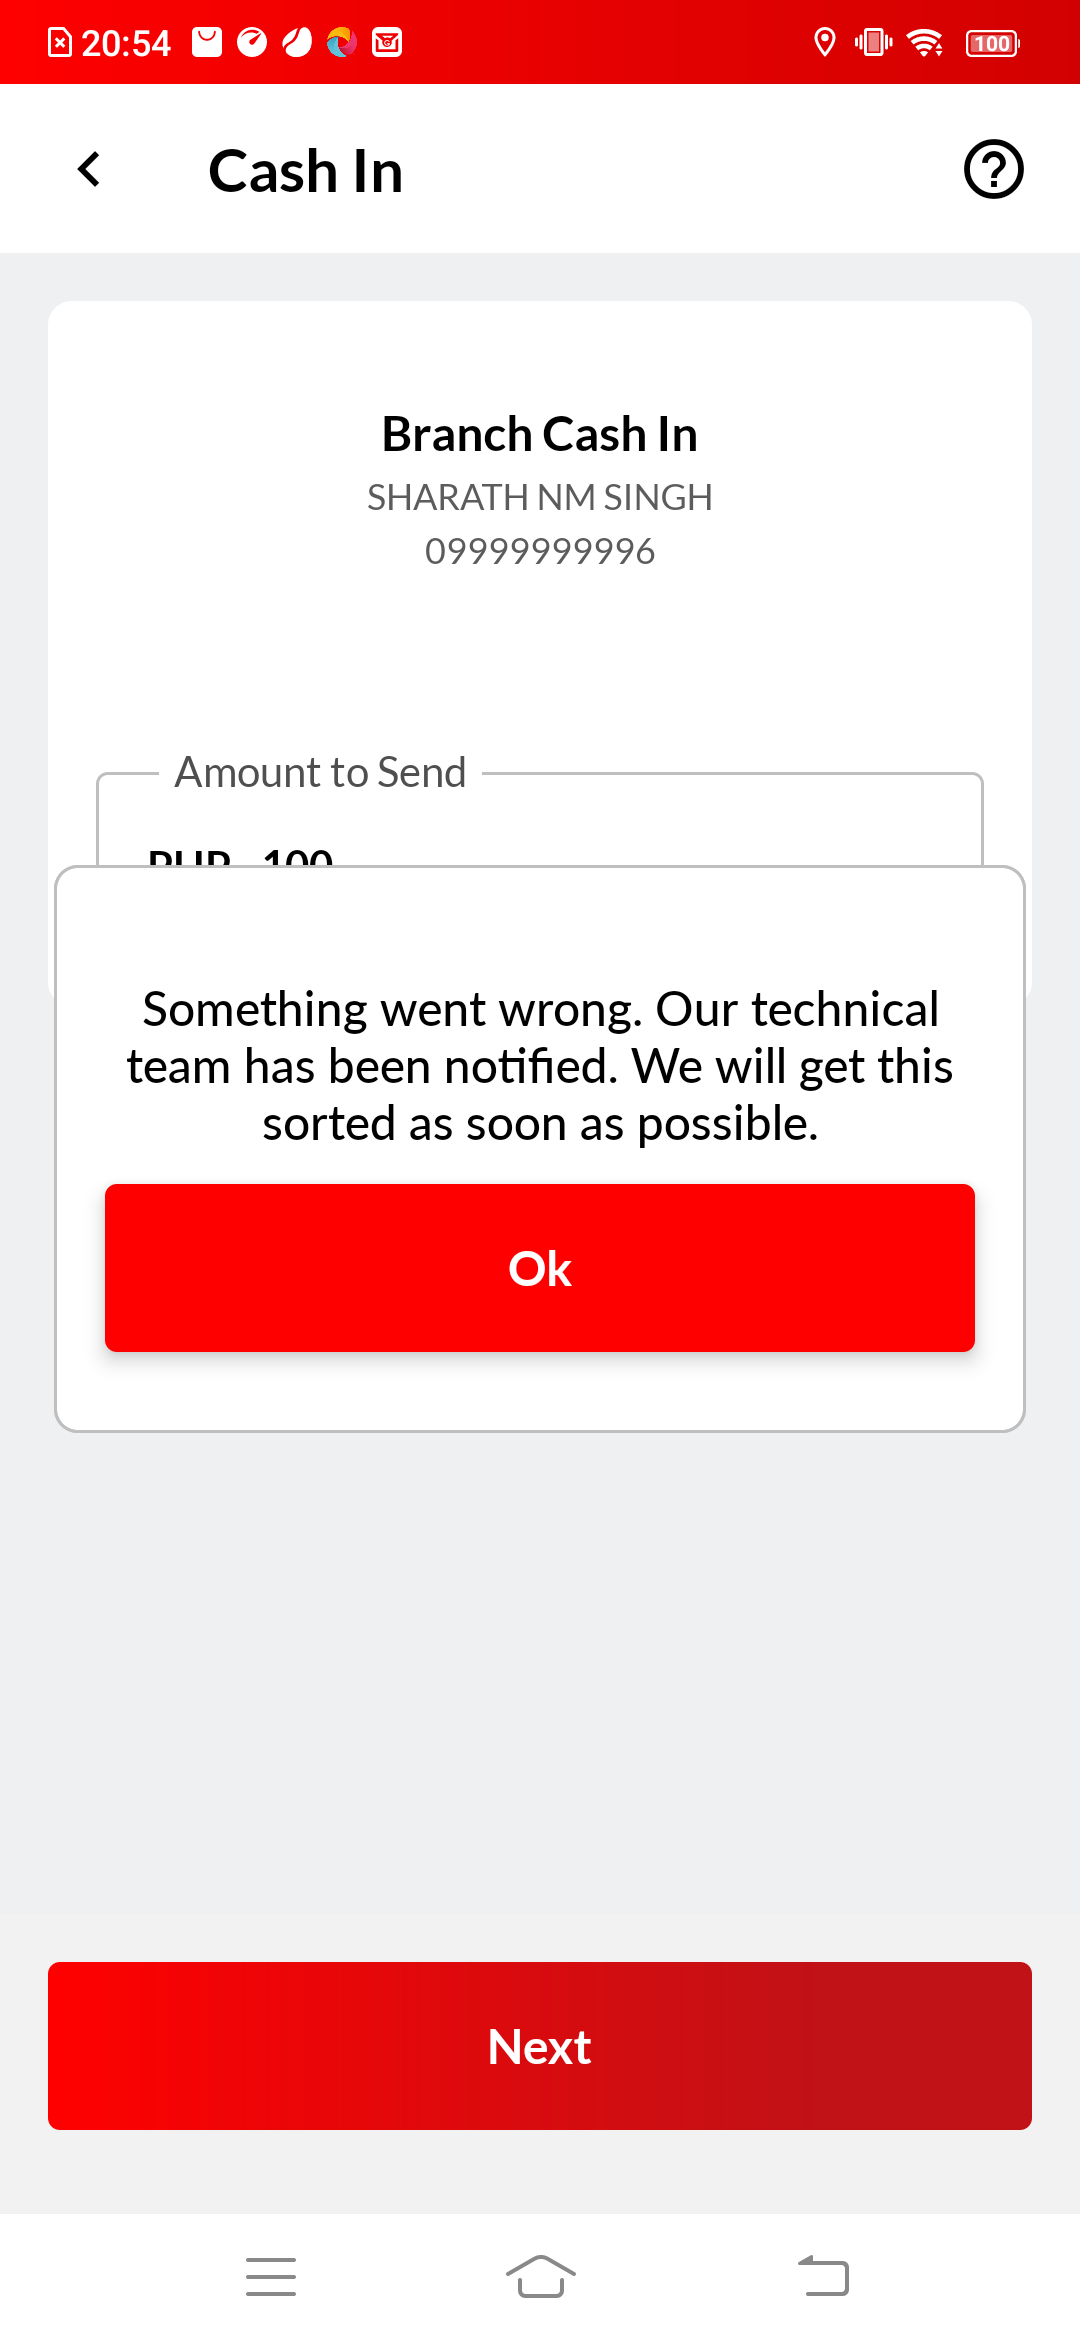 20:54
100
Cash In
Branch Cash In
SHARATH NM SINGH
09999999996
Amount to Send
PHP 100
Something went wrong. Our technical
team has been notified. We will get this
sorted as soon as possible.
Ok
Next